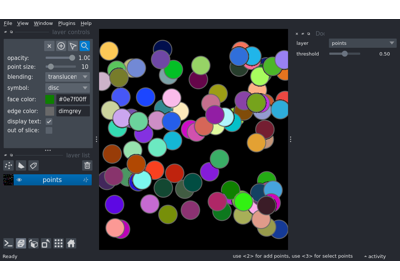 File View Window Plugins Help
layer controls
opacity: 1.00
point size: 10
blending: translucen
symbol: disc
face color: #0e7f00ff
edge color: dimgrey
display text:
out of slice:
layer list
points
layer points
threshold 0.50
Ready
use <2> for add points, use <3> for select points
activity